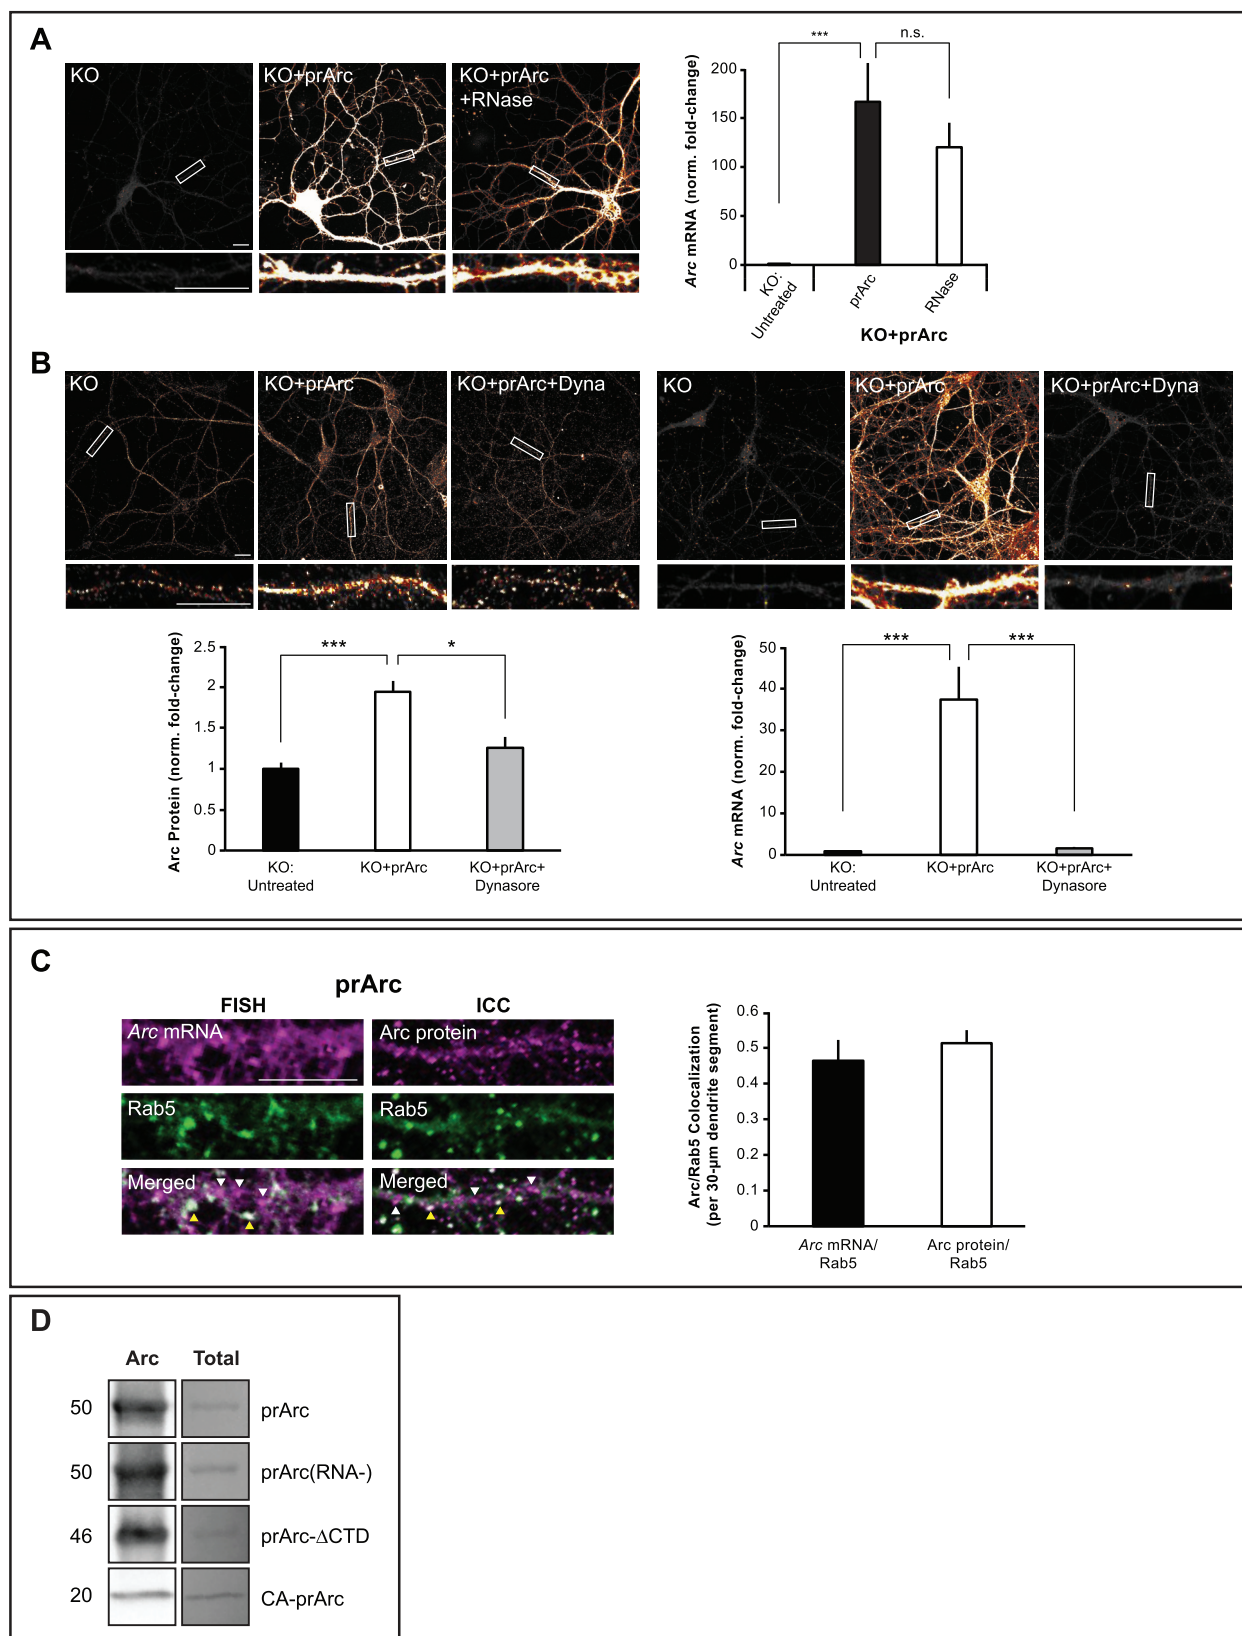 A
KO
KO+prArc
KO+prArc
+RNase
***
n.s.
Arc mRNA (norm. fold-change)
200
150
100
50
0
KO:
Untreated
prArc
RNase
KO+prArc
B
KO
KO+prArc
KO+prArc+Dyna
KO
KO+prArc
KO+prArc+Dyna
Arc Protein (norm. fold-change)
2.5
2
1.5
1
0.5
0
***
*
KO:
Untreated
KO+prArc
KO+prArc+
Dynasore
Arc mRNA (norm. fold-change)
50
40
30
20
10
0
***
***
KO:
Untreated
KO+prArc
KO+prArc+
Dynasore
C
prArc
FISH
ICC
Arc mRNA
Arc protein
Rab5
Rab5
Merged
Merged
Arc/Rab5 Colocalization
(per 30-µm dendrite segment)
0.6
0.5
0.4
0.3
0.2
0.1
0
Arc mRNA/
Rab5
Arc protein/
Rab5
D
Arc
Total
50
prArc
50
prArc(RNA-)
46
prArc-ΔCTD
20
CA-prArc